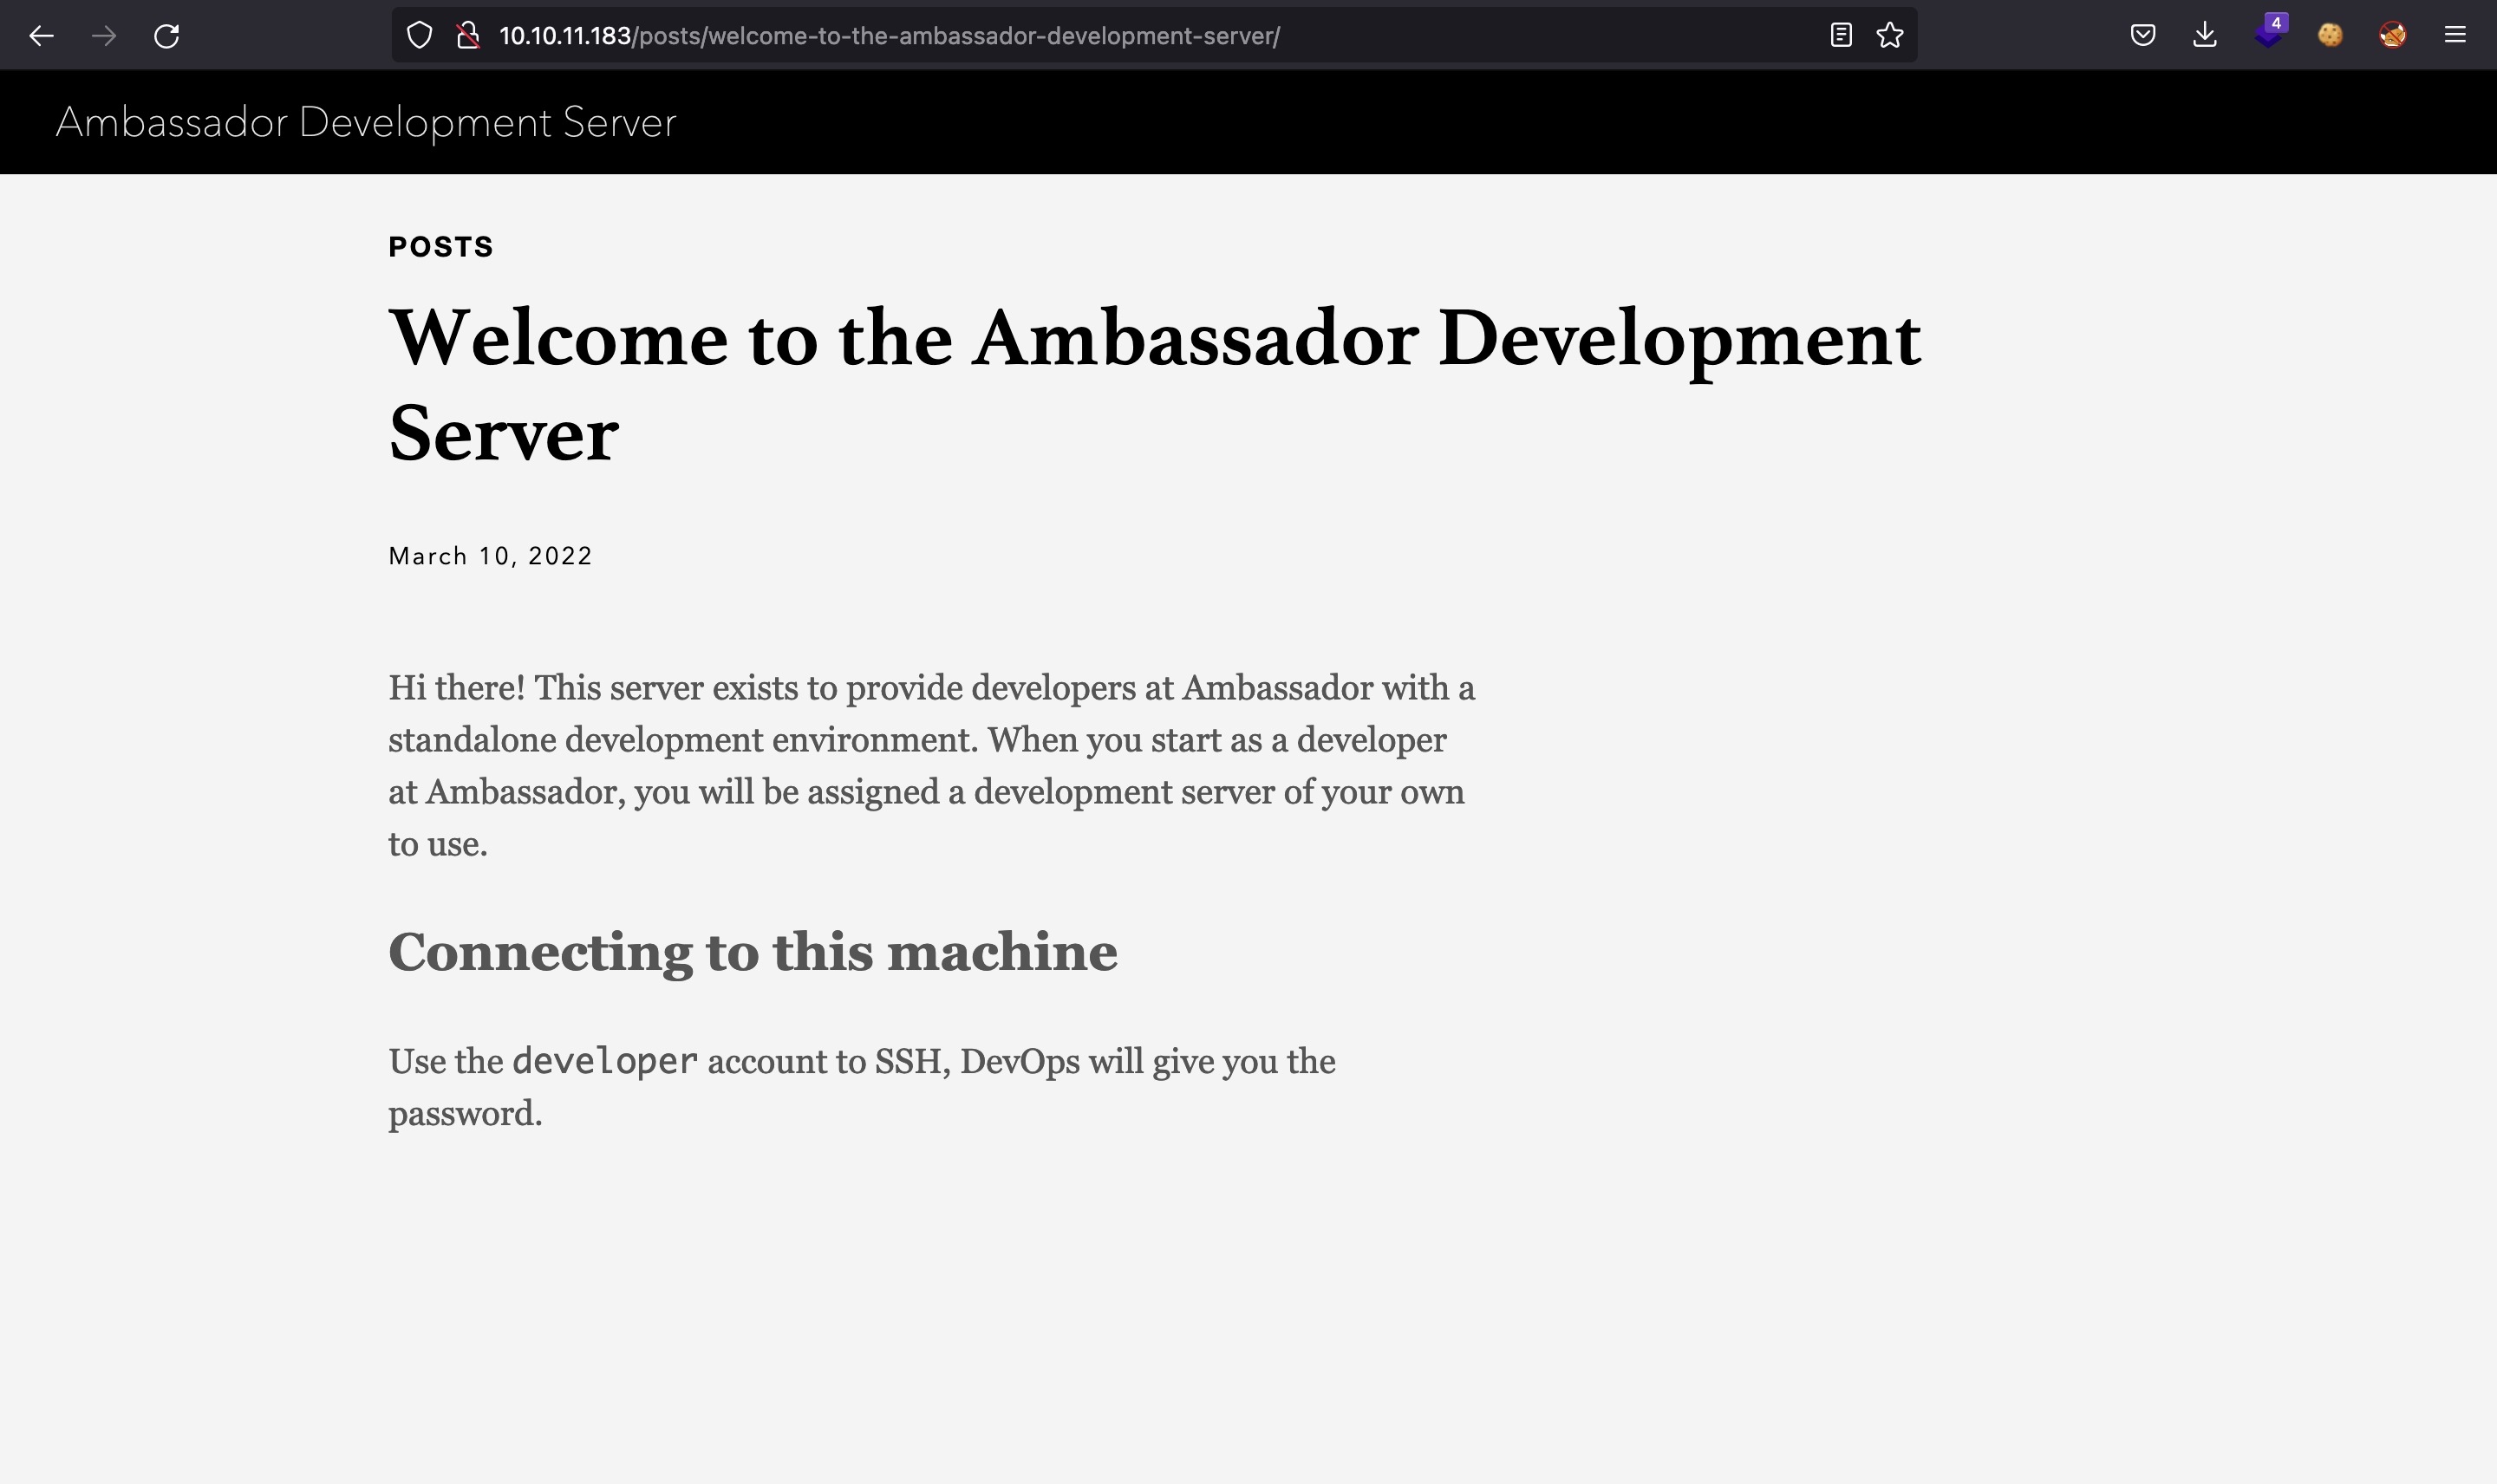 10.10.11.183/posts/welcome-to-the-ambassador-development-server/
4
Ambassador Development Server
POSTS
Welcome to the Ambassador Development
Server
March 10, 2022
Hi there! This server exists to provide developers at Ambassador with a
standalone development environment. When you start as a developer
at Ambassador, you will be assigned a development server of your own
to use.
Connecting to this machine
Use the developer account to SSH, DevOps will give you the
password.